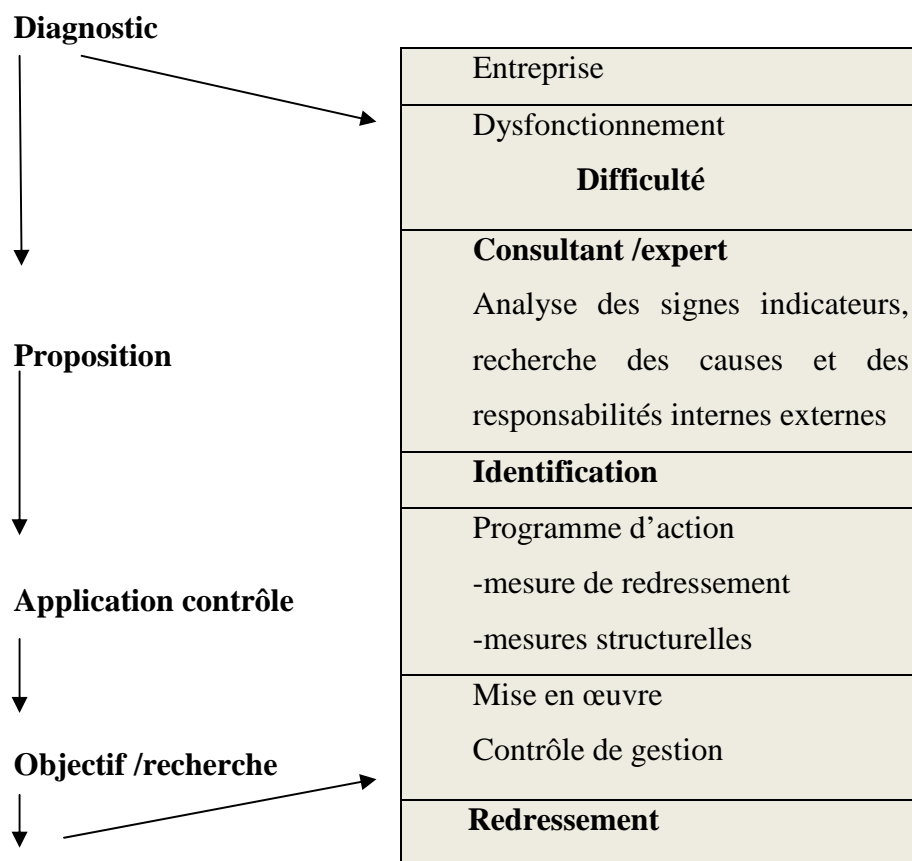 Diagnostic
Entreprise
Dysfonctionnement
Difficulté
Consultant /expert
Analyse des signes indicateurs,
recherche des causes et des
responsabilités internes externes
Proposition
Identification
Programme d’action
-mesure de redressement
-mesures structurelles
Application contrôle
Mise en œuvre
Contrôle de gestion
Objectif /recherche
Redressement